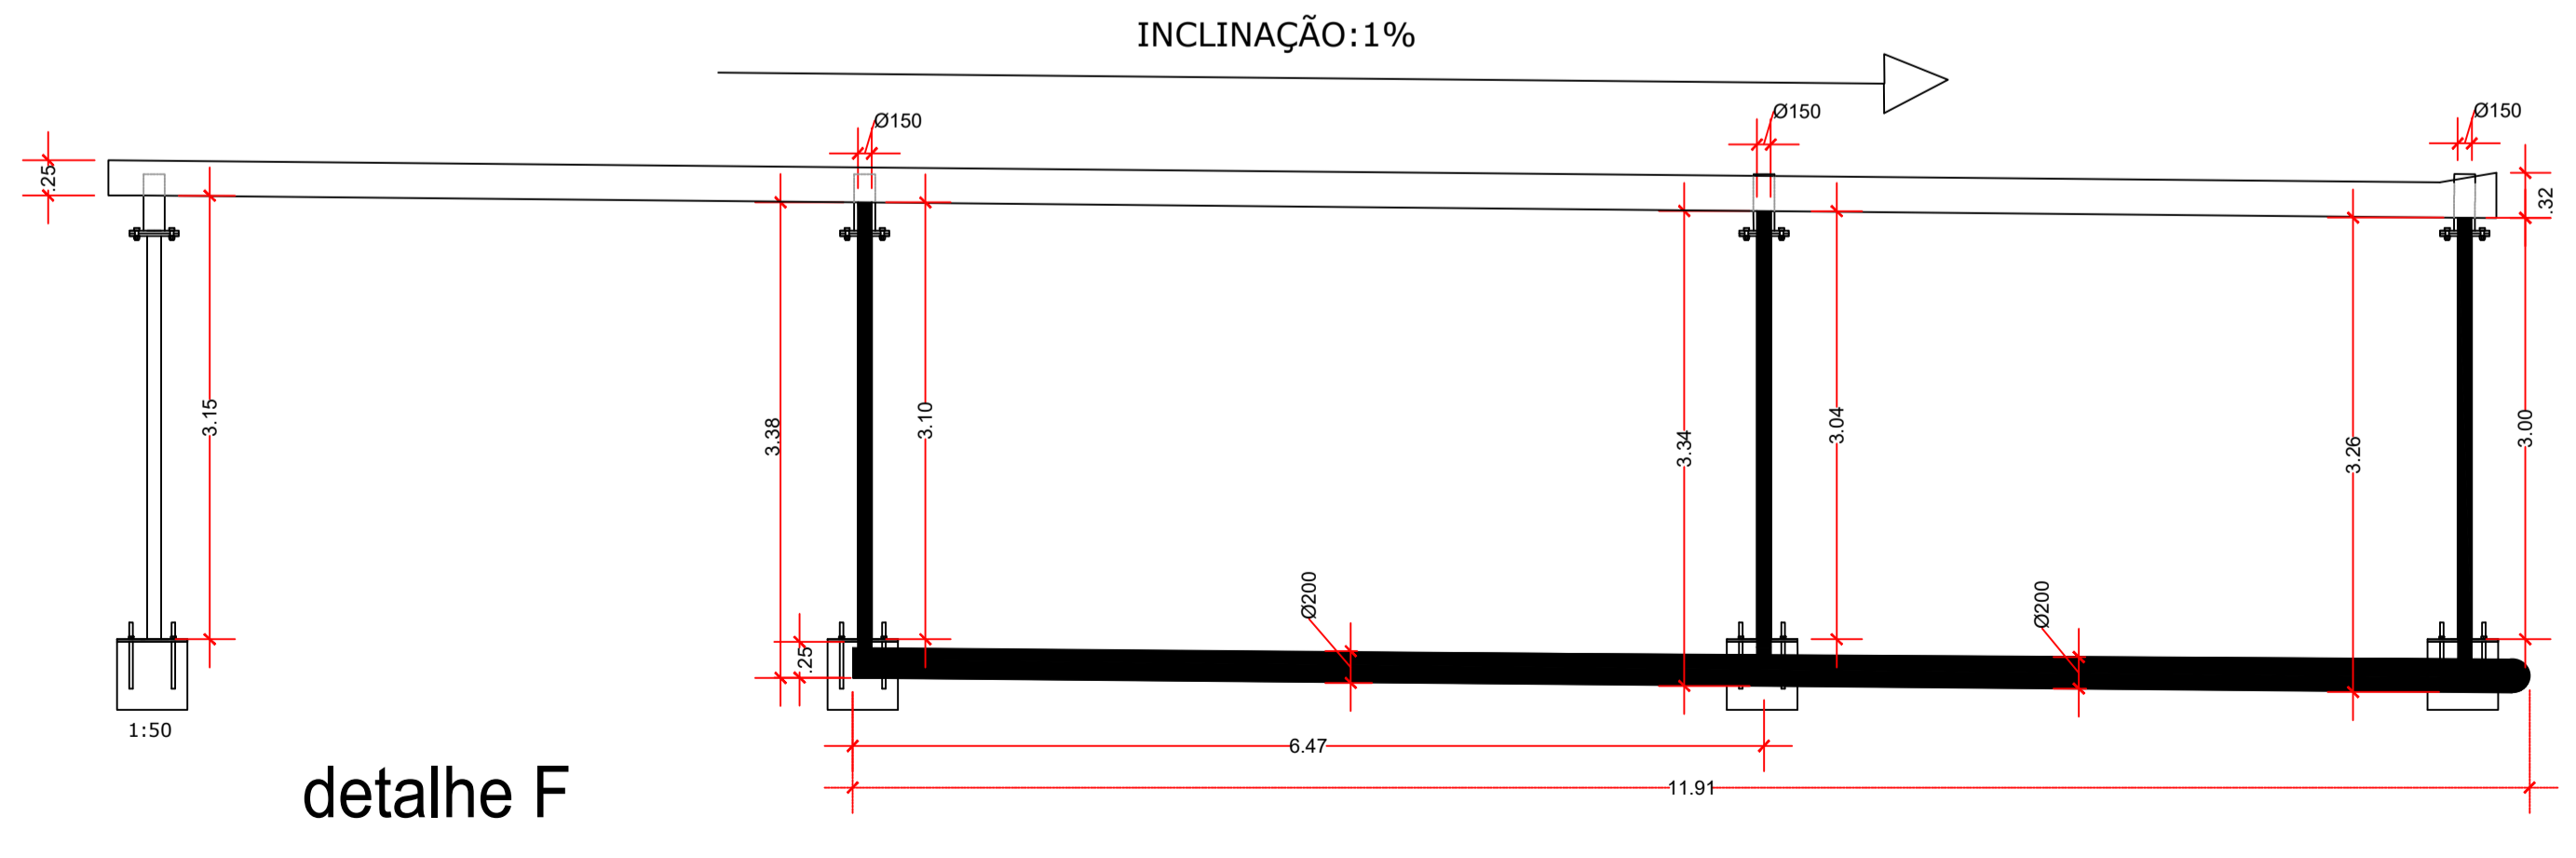 INCLINAÇÃO:1%
Ø150
Ø150
Ø150
.25
.32
3.15
3.38
3.10
3.34
3.04
3.26
3.00
Ø200
Ø200
.25
1:50
6.47
11.91
detalhe F